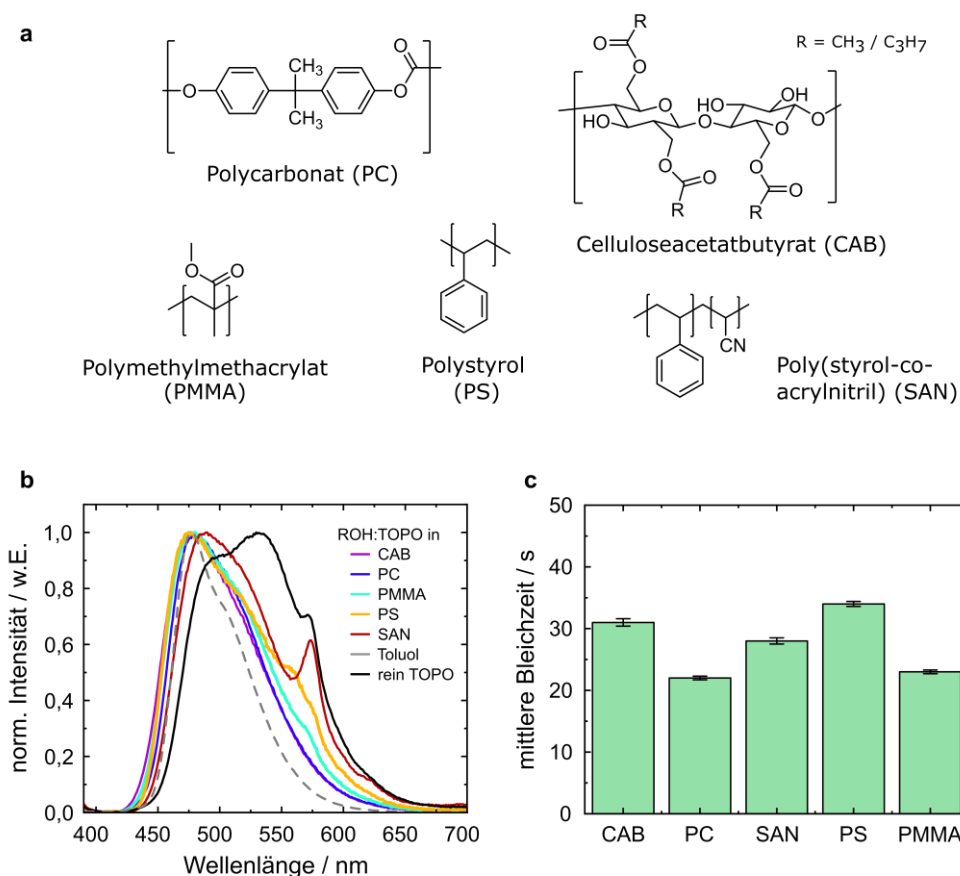 a
R = CH3 / C3H7
O
O
CH3
CH3
O
O
Polycarbonat (PC)
R
O
O
HO
O
O
HO
OH
O
O
O
O
R
O
O
R
Celluloseacetatbutyrat (CAB)
O
O
Polymethylmethacrylat
(PMMA)
Polystyrol
(PS)
CN
Poly(styrol-co-
acrylnitril) (SAN)
b
norm. Intensität / w.E.
1,0
0,8
0,6
0,4
0,2
0,0
400 450 500 550 600 650 700
Wellenlänge / nm
ROH:TOPO in
CAB
PC
PMMA
PS
SAN
Toluol
rein TOPO
c
mittlere Bleichzeit / s
50
40
30
20
10
0
CAB PC SAN PS PMMA